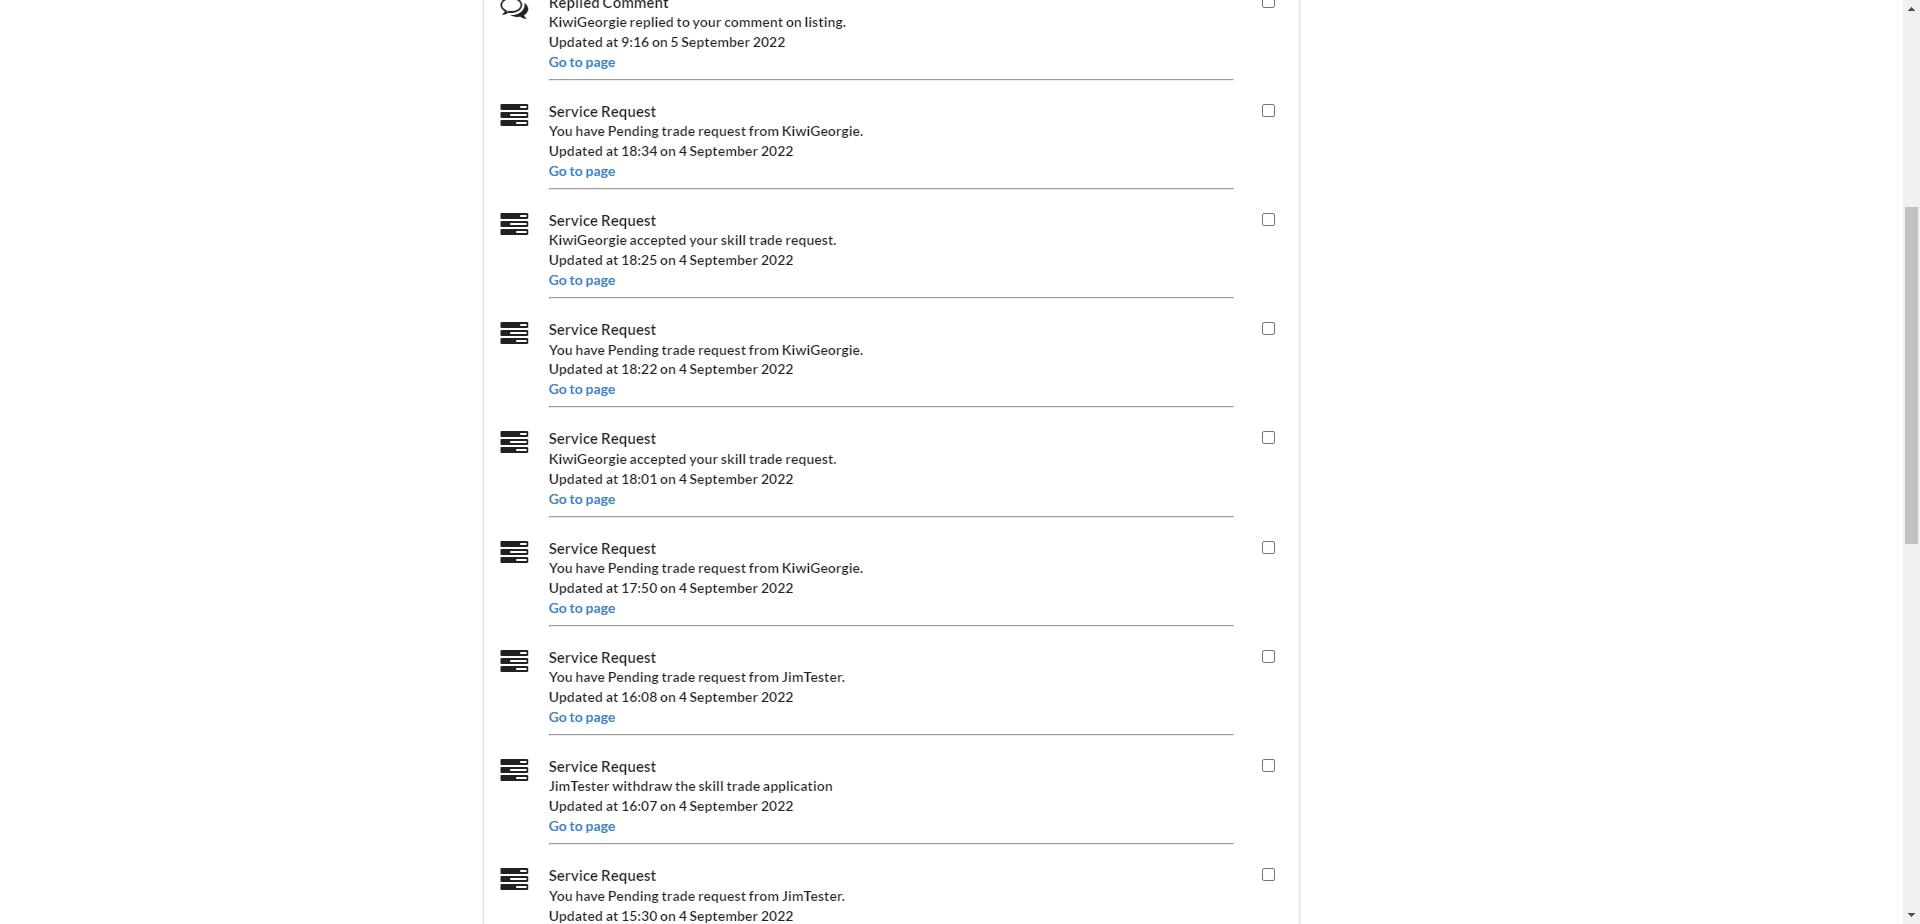 Replied Comment
KiwiGeorgie replied to your comment on listing.
Updated at 9:16 on 5 September 2022
Go to page
Service Request
You have Pending trade request from KiwiGeorgie.
Updated at 18:34 on 4 September 2022
Go to page
Service Request
KiwiGeorgie accepted your skill trade request.
Updated at 18:25 on 4 September 2022
Go to page
Service Request
You have Pending trade request from KiwiGeorgie.
Updated at 18:22 on 4 September 2022
Go to page
Service Request
KiwiGeorgie accepted your skill trade request.
Updated at 18:01 on 4 September 2022
Go to page
Service Request
You have Pending trade request from KiwiGeorgie.
Updated at 17:50 on 4 September 2022
Go to page
Service Request
You have Pending trade request from JimTester.
Updated at 16:08 on 4 September 2022
Go to page
Service Request
JimTester withdraw the skill trade application
Updated at 16:07 on 4 September 2022
Go to page
Service Request
You have Pending trade request from JimTester.
Updated at 15:30 on 4 September 2022